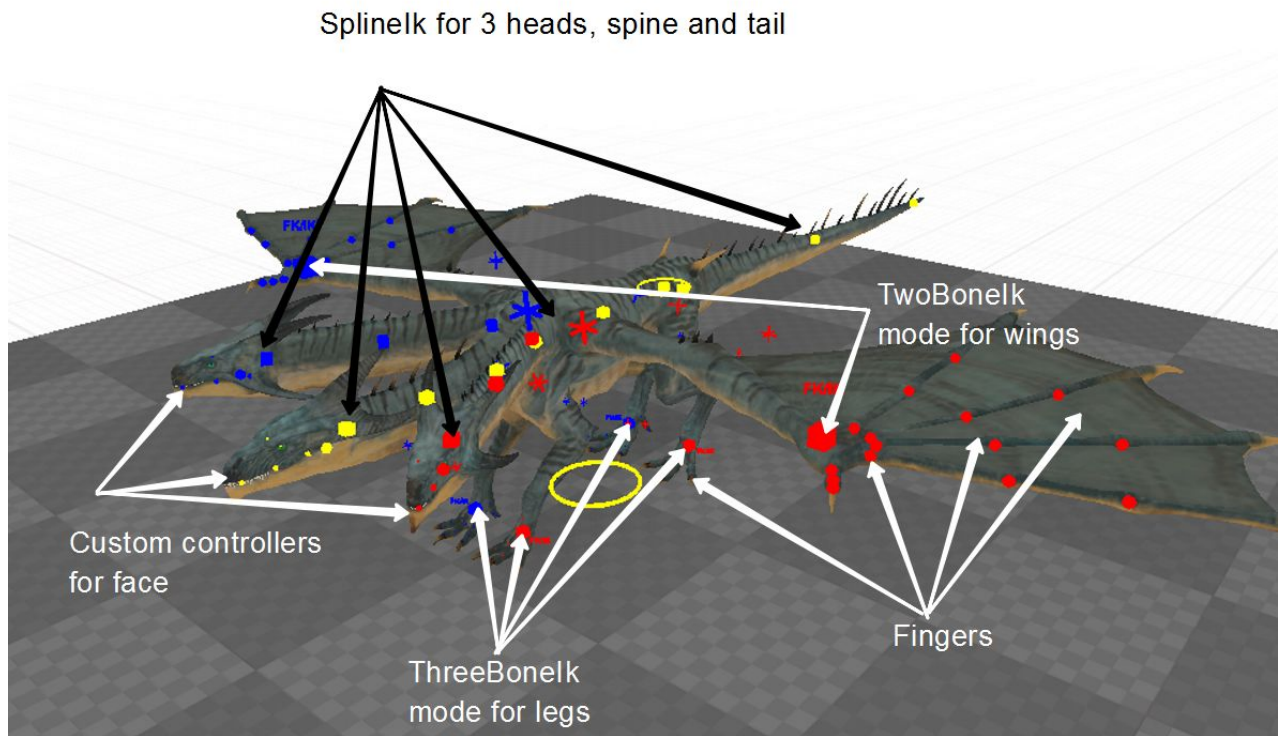 SplineIk for 3 heads, spine and tail
FK/IK
TwoBoneIk
mode for wings
FK/IK
Custom controllers
for face
Fingers
ThreeBoneIk
mode for legs